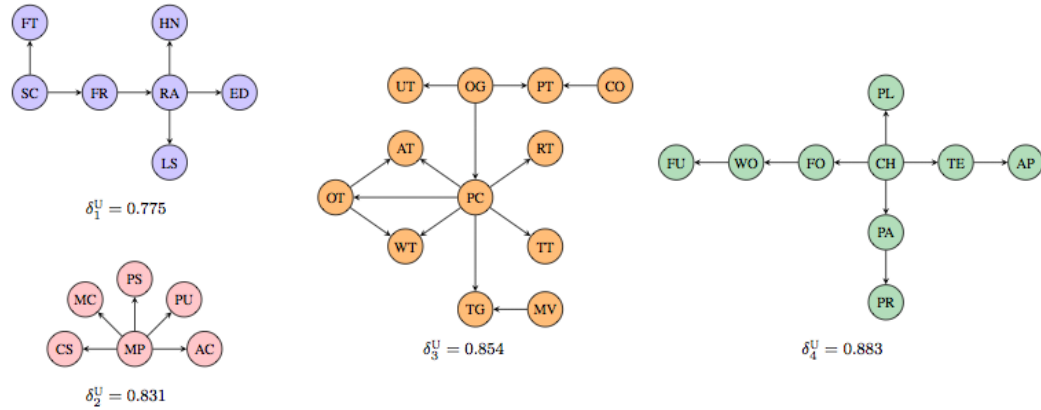 FT
HN
SC
FR
RA
ED
LS
δ₁ᵁ = 0.775
PS
MC
PU
CS
MP
AC
δ₂ᵁ = 0.831
UT
OG
PT
CO
AT
RT
OT
PC
WT
TT
TG
MV
δ₃ᵁ = 0.854
PL
FU
WO
FO
CH
TE
AP
PA
PR
δ₄ᵁ = 0.883